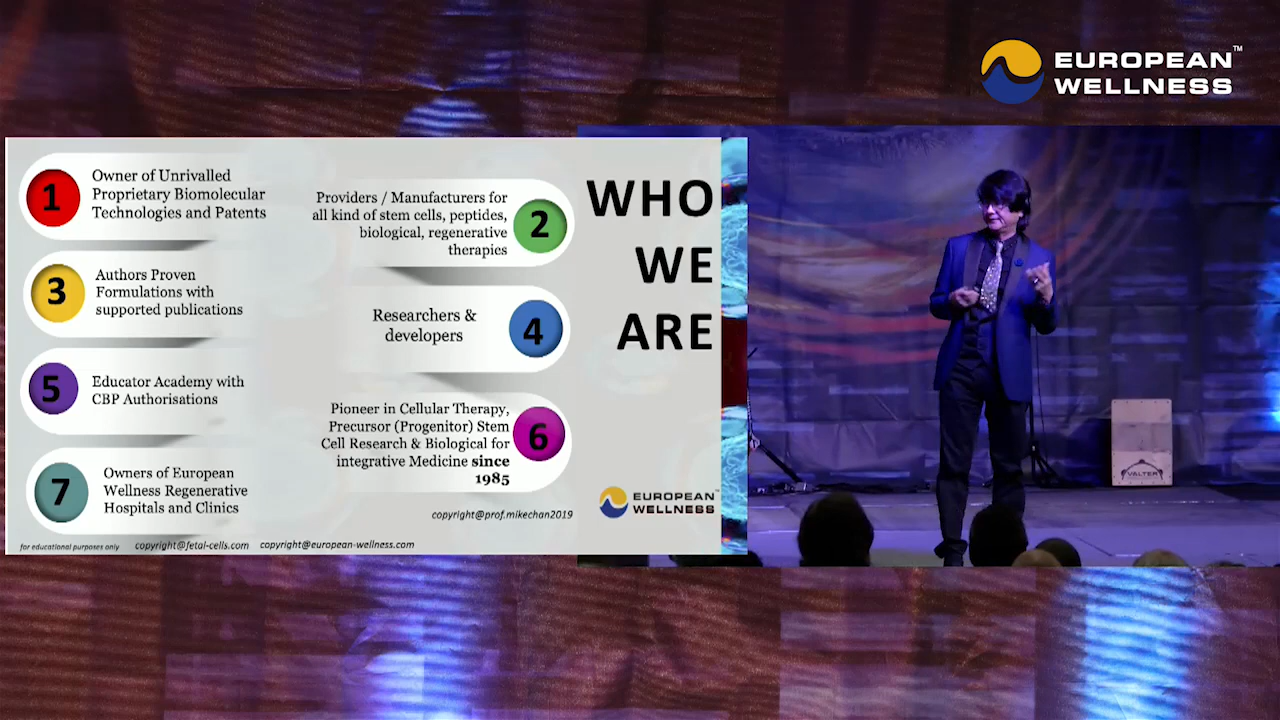 EUROPEAN™
WELLNESS
1
Owner of Unrivalled
Proprietary Biomolecular
Technologies and Patents
Providers / Manufacturers for
all kind of stem cells, peptides,
biological, regenerative
therapies
2
3
Authors Proven
Formulations with
supported publications
Researchers &
developers
4
5
Educator Academy with
CBP Authorisations
Pioneer in Cellular Therapy,
Precursor (Progenitor) Stem
Cell Research & Biological for
integrative Medicine since
1985
6
7
Owners of European
Wellness Regenerative
Hospitals and Clinics
WHO
WE
ARE
copyright@prof.mikechan2019
EUROPEAN™
WELLNESS
for educational purposes only copyright@fetal-cells.com copyright@european-wellness.com
VALTER